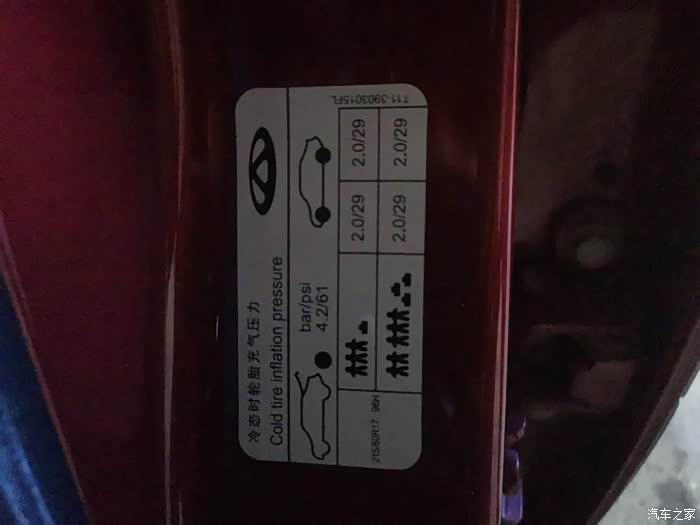 冷态时轮胎充气压力
Cold tire inflation pressure
bar/psi
4.2/61
2.0/29 2.0/29
2.0/29 2.0/29
215/60R17 96H
T11-3903015FL
汽车之家